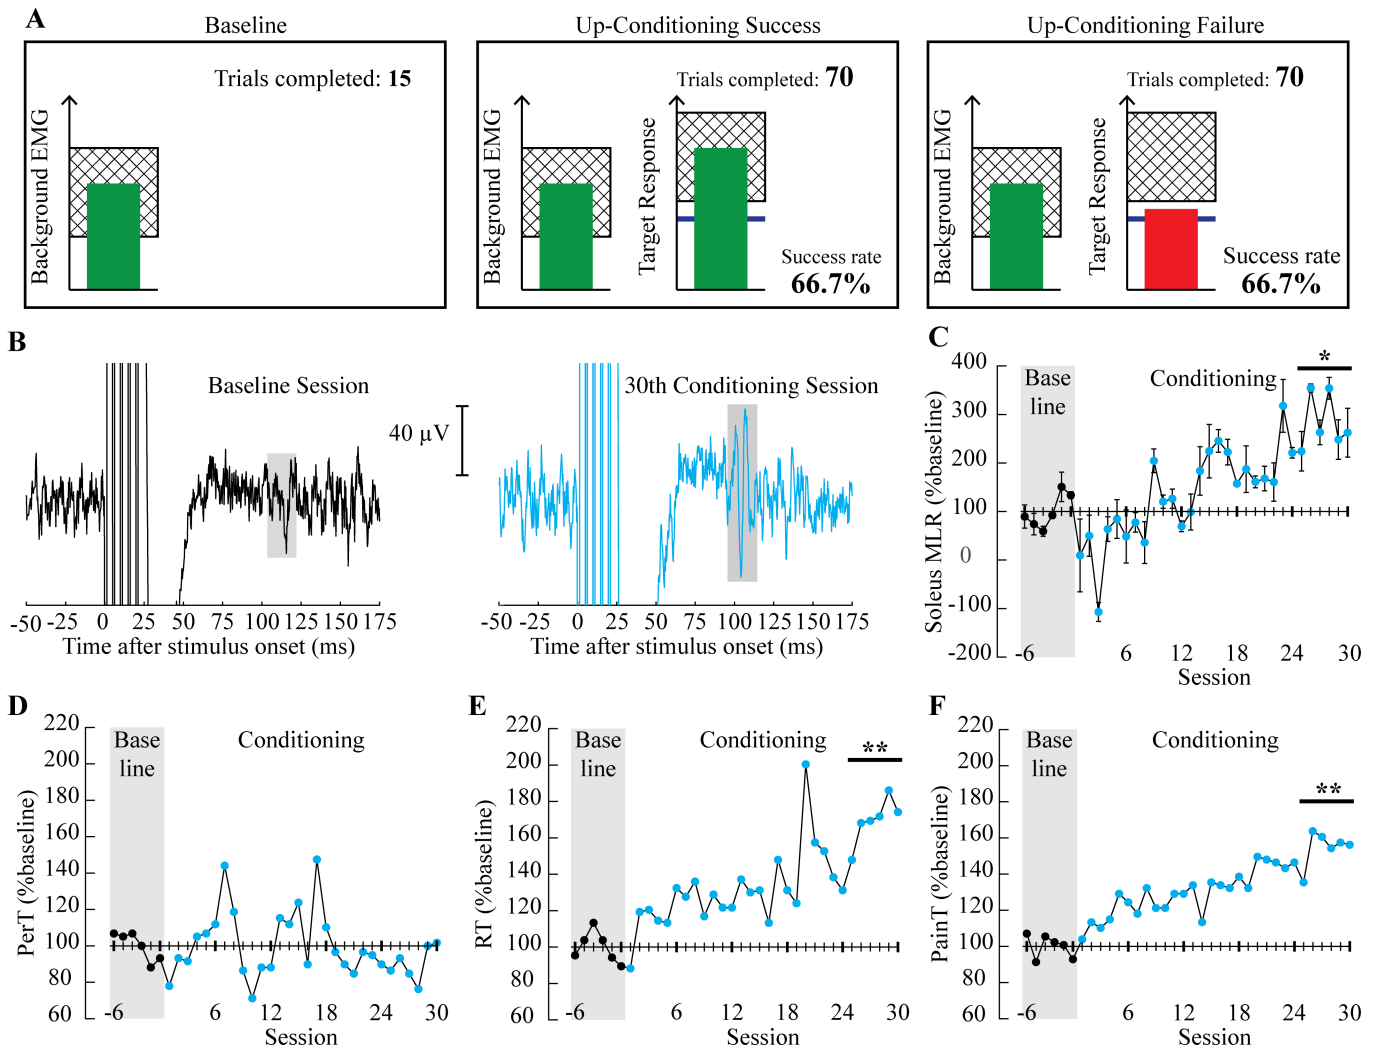 A
Baseline
Trials completed: 15
Background EMG
Up-Conditioning Success
Trials completed: 70
Background EMG
Target Response
Success rate
66.7%
Up-Conditioning Failure
Trials completed: 70
Background EMG
Target Response
Success rate
66.7%
B
Baseline Session
40 µV
-50 -25 0 25 50 75 100 125 150 175
Time after stimulus onset (ms)
30th Conditioning Session
-50 -25 0 25 50 75 100 125 150 175
Time after stimulus onset (ms)
C
Soleus MLR (%baseline)
400
300
200
100
0
-100
-200
Base
line
Conditioning
*
-6 6 12 18 24 30
Session
D
PerT (%baseline)
220
200
180
160
140
120
100
80
60
Base
line
Conditioning
-6 6 12 18 24 30
Session
E
RT (%baseline)
220
200
180
160
140
120
100
80
60
Base
line
Conditioning
**
-6 6 12 18 24 30
Session
F
PainT (%baseline)
220
200
180
160
140
120
100
80
60
Base
line
Conditioning
**
-6 6 12 18 24 30
Session